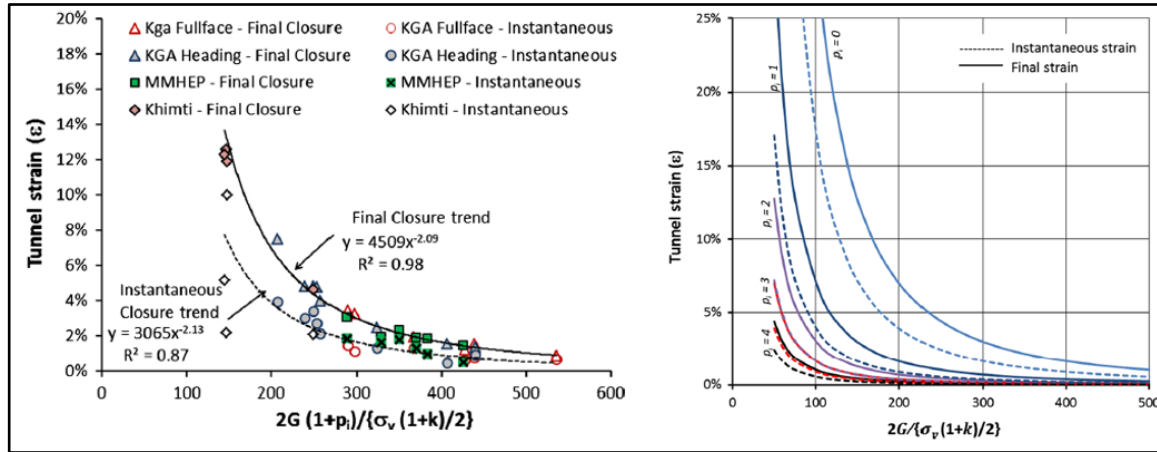 20%
18%
16%
14%
12%
10%
8%
6%
4%
2%
0%
Tunnel strain (ε)
Kga Fullface - Final Closure
KGA Fullface - Instantaneous
KGA Heading - Final Closure
KGA Heading - Instantaneous
MMHEP - Final Closure
MMHEP - Instantaneous
Khimti - Final Closure
Khimti - Instantaneous
Final Closure trend
y = 4509x^-2.09
R² = 0.98
Instantaneous
Closure trend
y = 3065x^-2.13
R² = 0.87
0 100 200 300 400 500 600
2G (1+pᵢ)/{σᵥ (1+k)/2}
25%
20%
15%
10%
5%
0%
Tunnel strain (ε)
Instantaneous strain
Final strain
pᵢ = 0
pᵢ = 1
pᵢ = 2
pᵢ = 3
pᵢ = 4
0 100 200 300 400 500
2G/{σᵥ (1+k)/2}